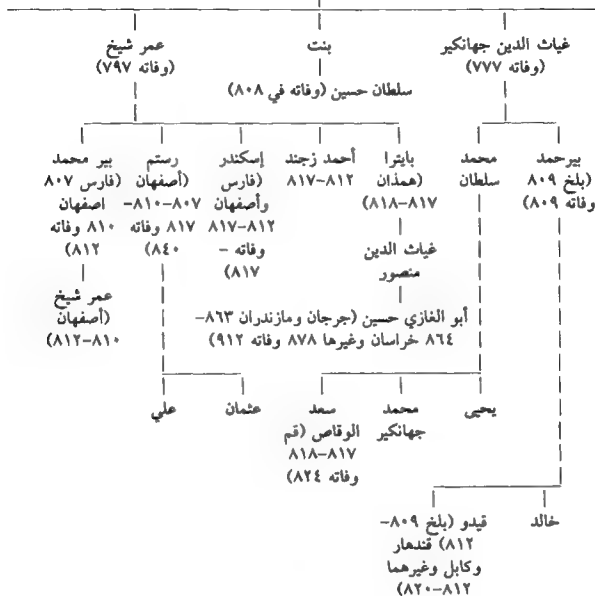 غياث الدين جهانكير
(وفاته ٧٧٧)
بنت
سلطان حسين (وفاته في ٨٠٨)
عمر شيخ
(وفاته ٧٩٧)
بيرحمد
(بلخ ٨٠٩
وفاته ٨٠٩)
محمد
سلطان
بايترا
(همذان
٨١٧-٨١٨)
أحمد زجند
٨١٢-٨١٧
إسكندر
(فارس
وأصفهان
٨١٢-٨١٧
وفاته -
٨١٧)
رستم
(أصفهان
٨٠٧-٨١٠-
٨١٧ وفاته
٨٤٠)
بير محمد
(فارس ٨٠٧
اصفهان
٨١٠ وفاته
٨١٢)
غياث الدين
منصور
عمر شيخ
(أصفهان
٨١٠-٨١٢)
أبو الغازي حسين (جرجان ومازندران ٨٦٣-
٨٦٤ خراسان وغيرها ٨٧٨ وفاته ٩١٢)
يحيى
محمد
جهانكير
سعد
الوقاص (قم
٨١٧-٨١٨
وفاته ٨٢٤)
عثمان
علي
خالد
قيدو (بلخ ٨٠٩-
٨١٢) قندهار
وكابل وغيرهما
٨١٢-٨٢٠)